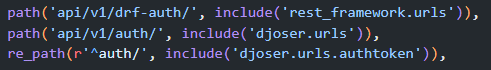 path('api/v1/drf-auth/', include('rest_framework.urls')),
path('api/v1/auth/', include('djoser.urls')),
re_path(r'^auth/', include('djoser.urls.authtoken')),